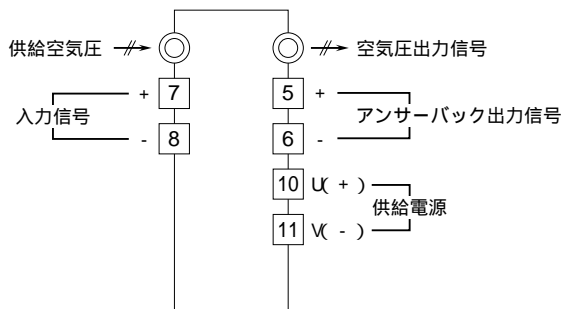 供給空気圧
空気圧出力信号
+ 7
5 +
入力信号
アンサーバック出力信号
- 8
6 -
10 U( + )
供給電源
11 V( - )